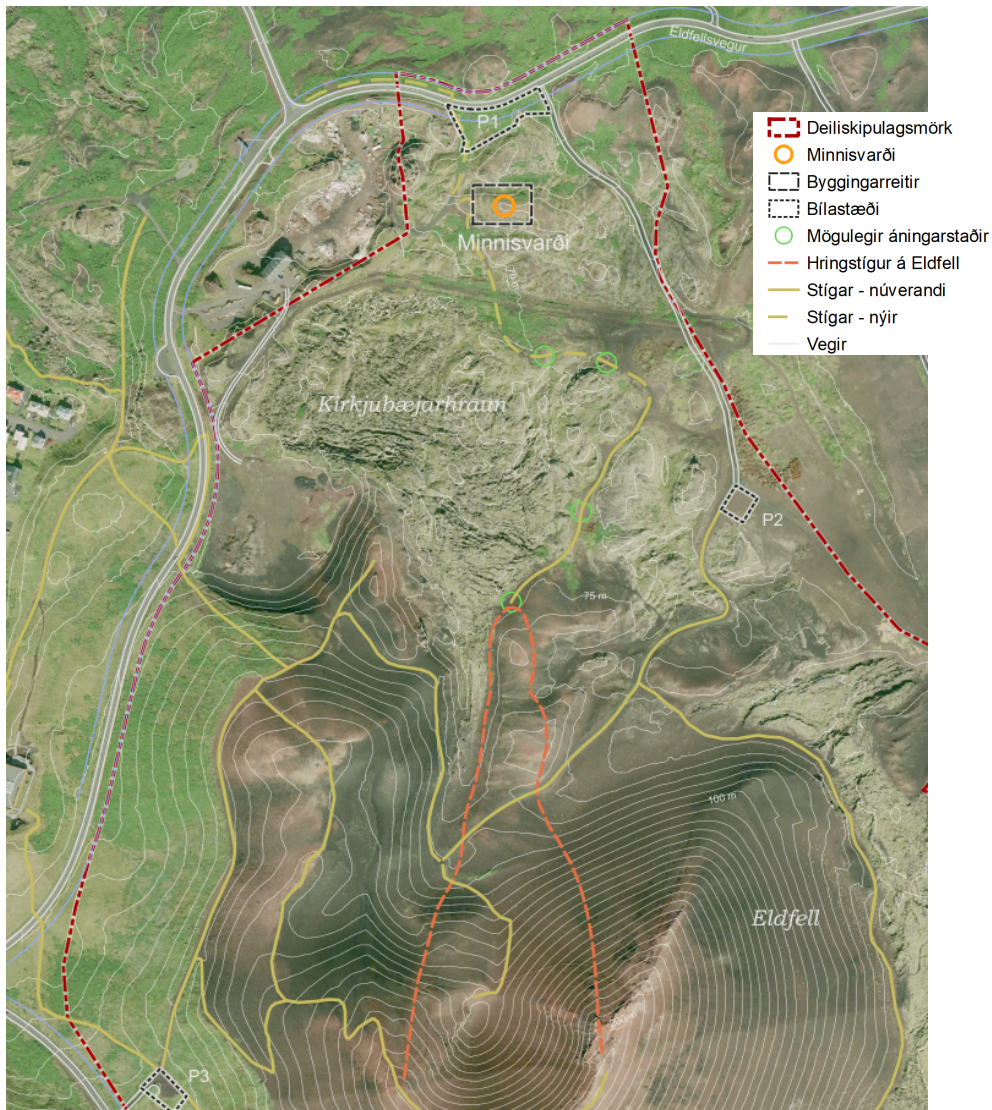 Eldfellsvegur
P1
Deiliskipulagsmörk
Minnisvarði
Byggingarreitir
Bílastæði
Mögulegir áningarstaðir
Hringstígur á Eldfell
Stígar - núverandi
Stígar - nýir
Vegir
Minnisvarði
Kirkjubæjarhraun
P2
75 m
100 m
Eldfell
P3